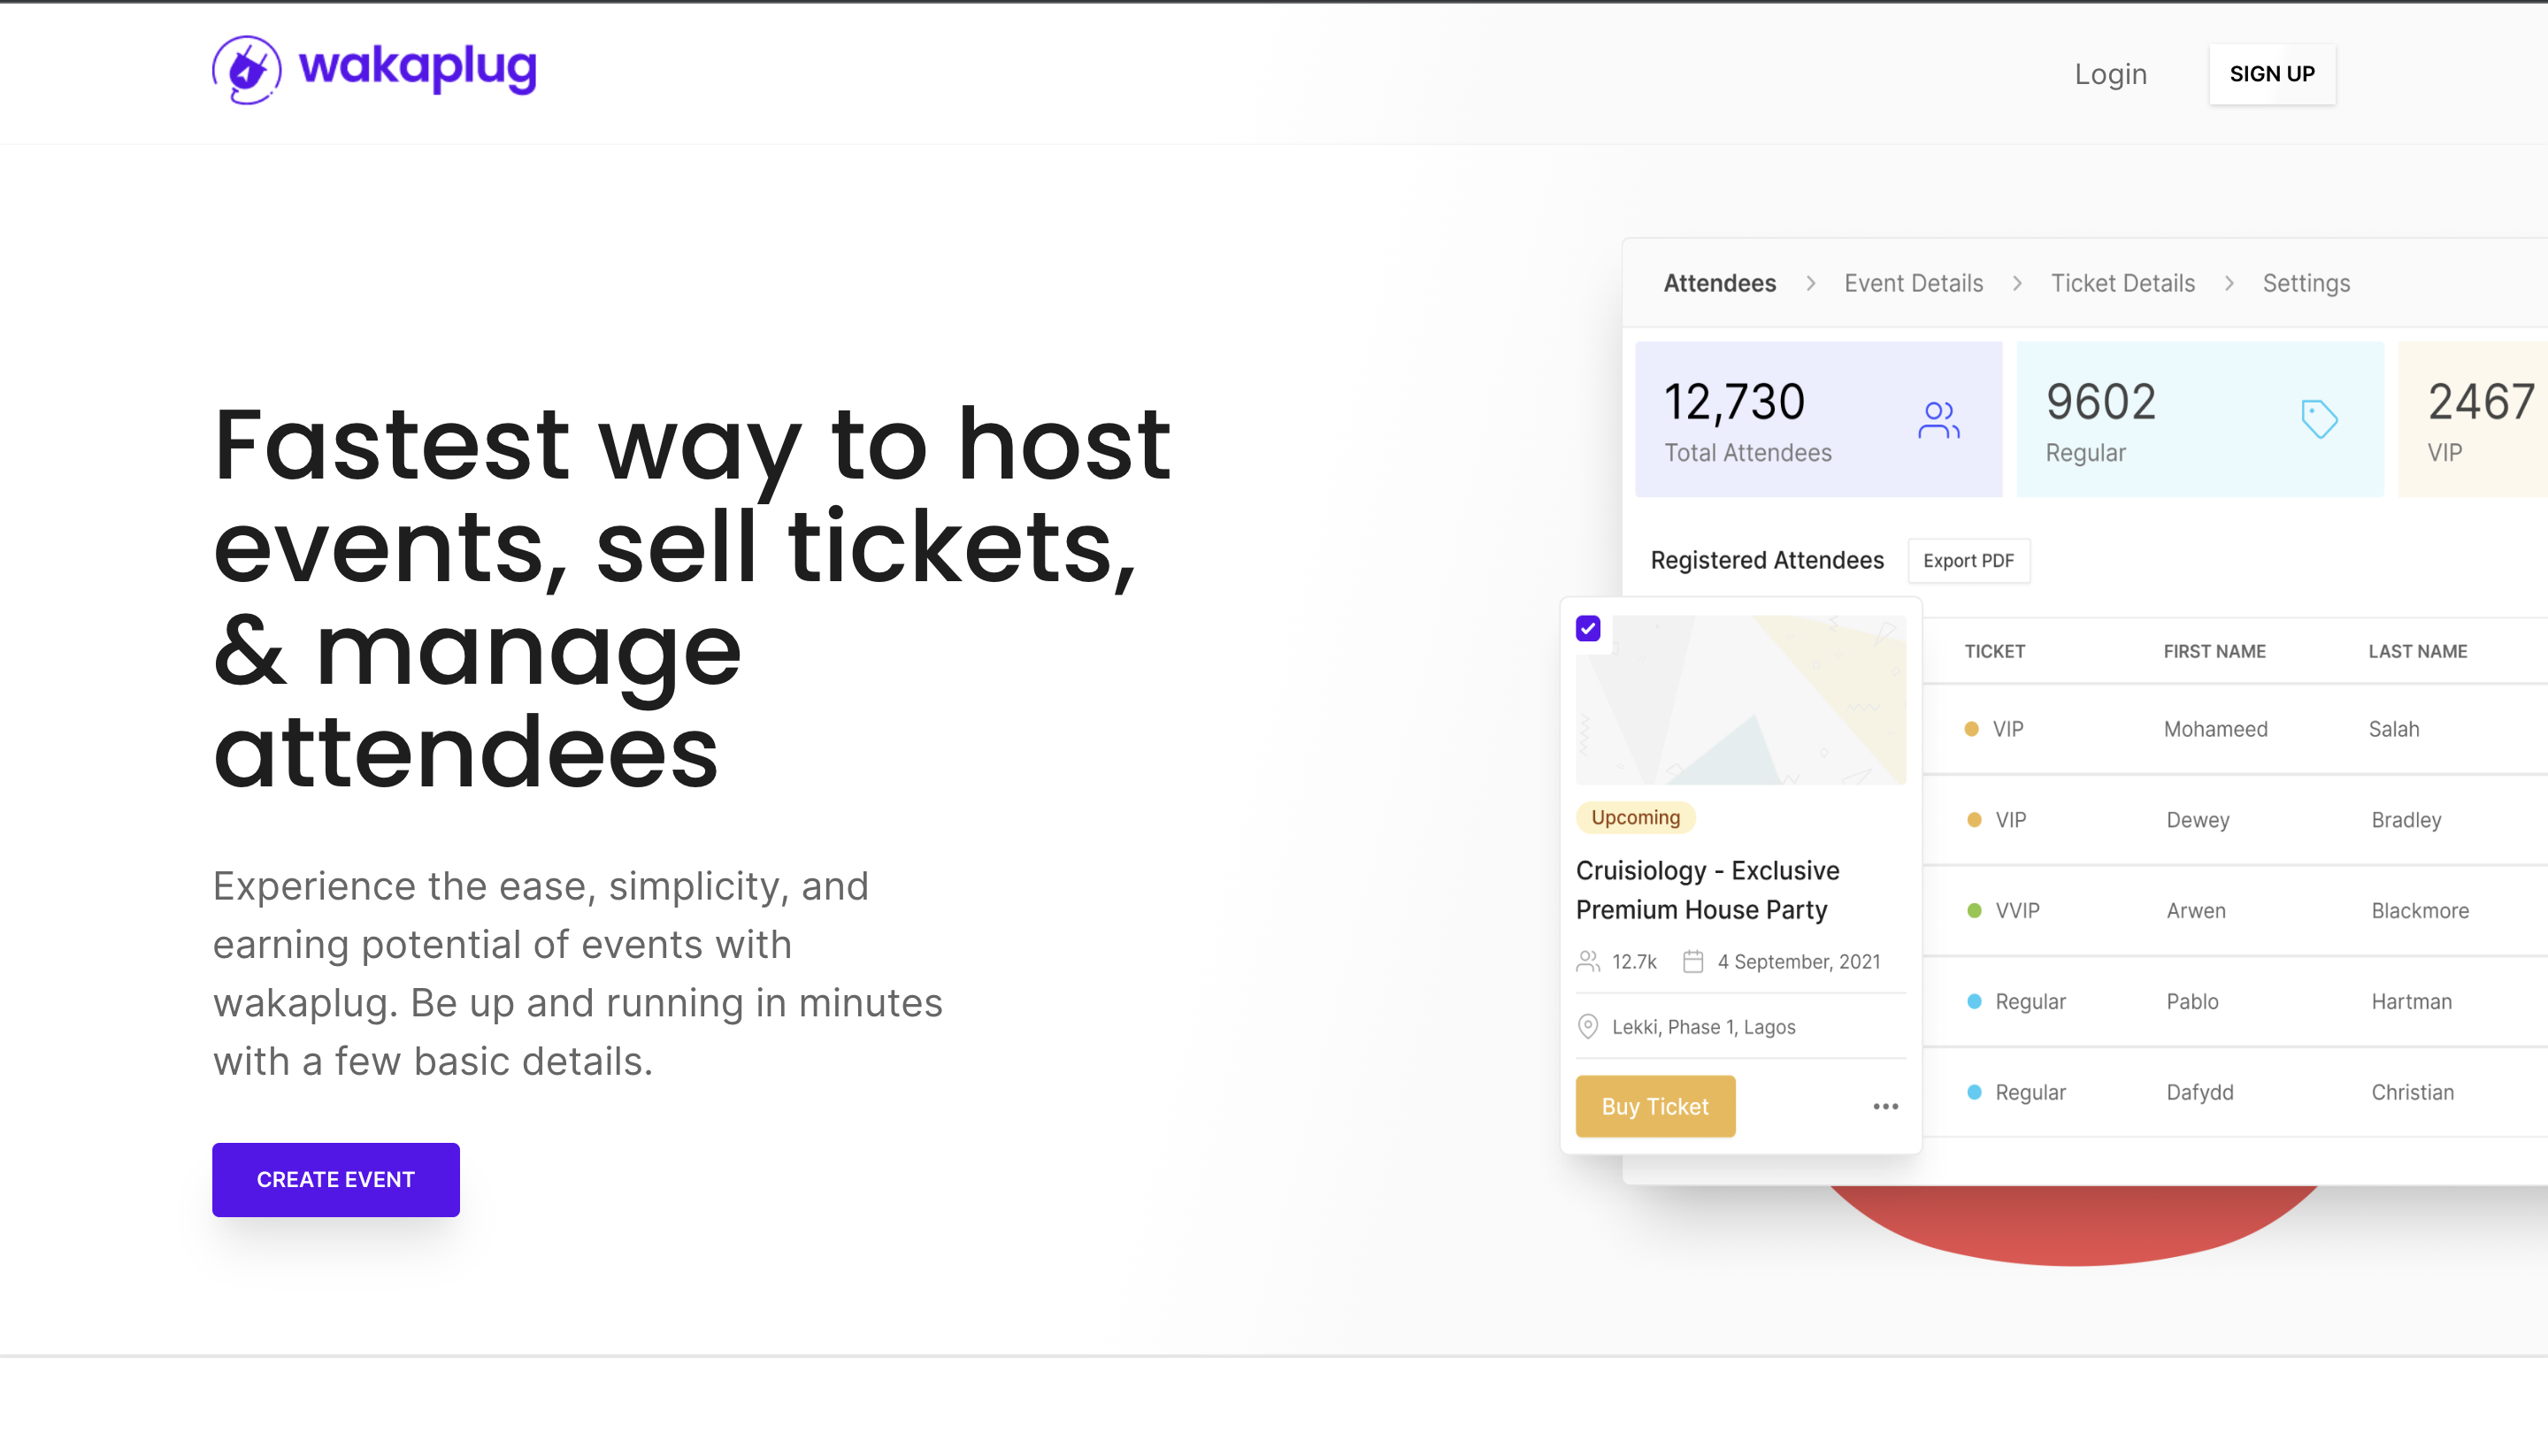 wakaplug
Login
SIGN UP
Fastest way to host
events, sell tickets,
& manage
attendees
Experience the ease, simplicity, and
earning potential of events with
wakaplug. Be up and running in minutes
with a few basic details.
CREATE EVENT
Attendees > Event Details > Ticket Details > Settings
12,730
Total Attendees
9602
Regular
2467
VIP
Registered Attendees
Export PDF
TICKET FIRST NAME LAST NAME
VIP Mohameed Salah
VIP Dewey Bradley
VVIP Arwen Blackmore
Regular Pablo Hartman
Regular Dafydd Christian
Upcoming
Cruisiology - Exclusive
Premium House Party
12.7k 4 September, 2021
Lekki, Phase 1, Lagos
Buy Ticket